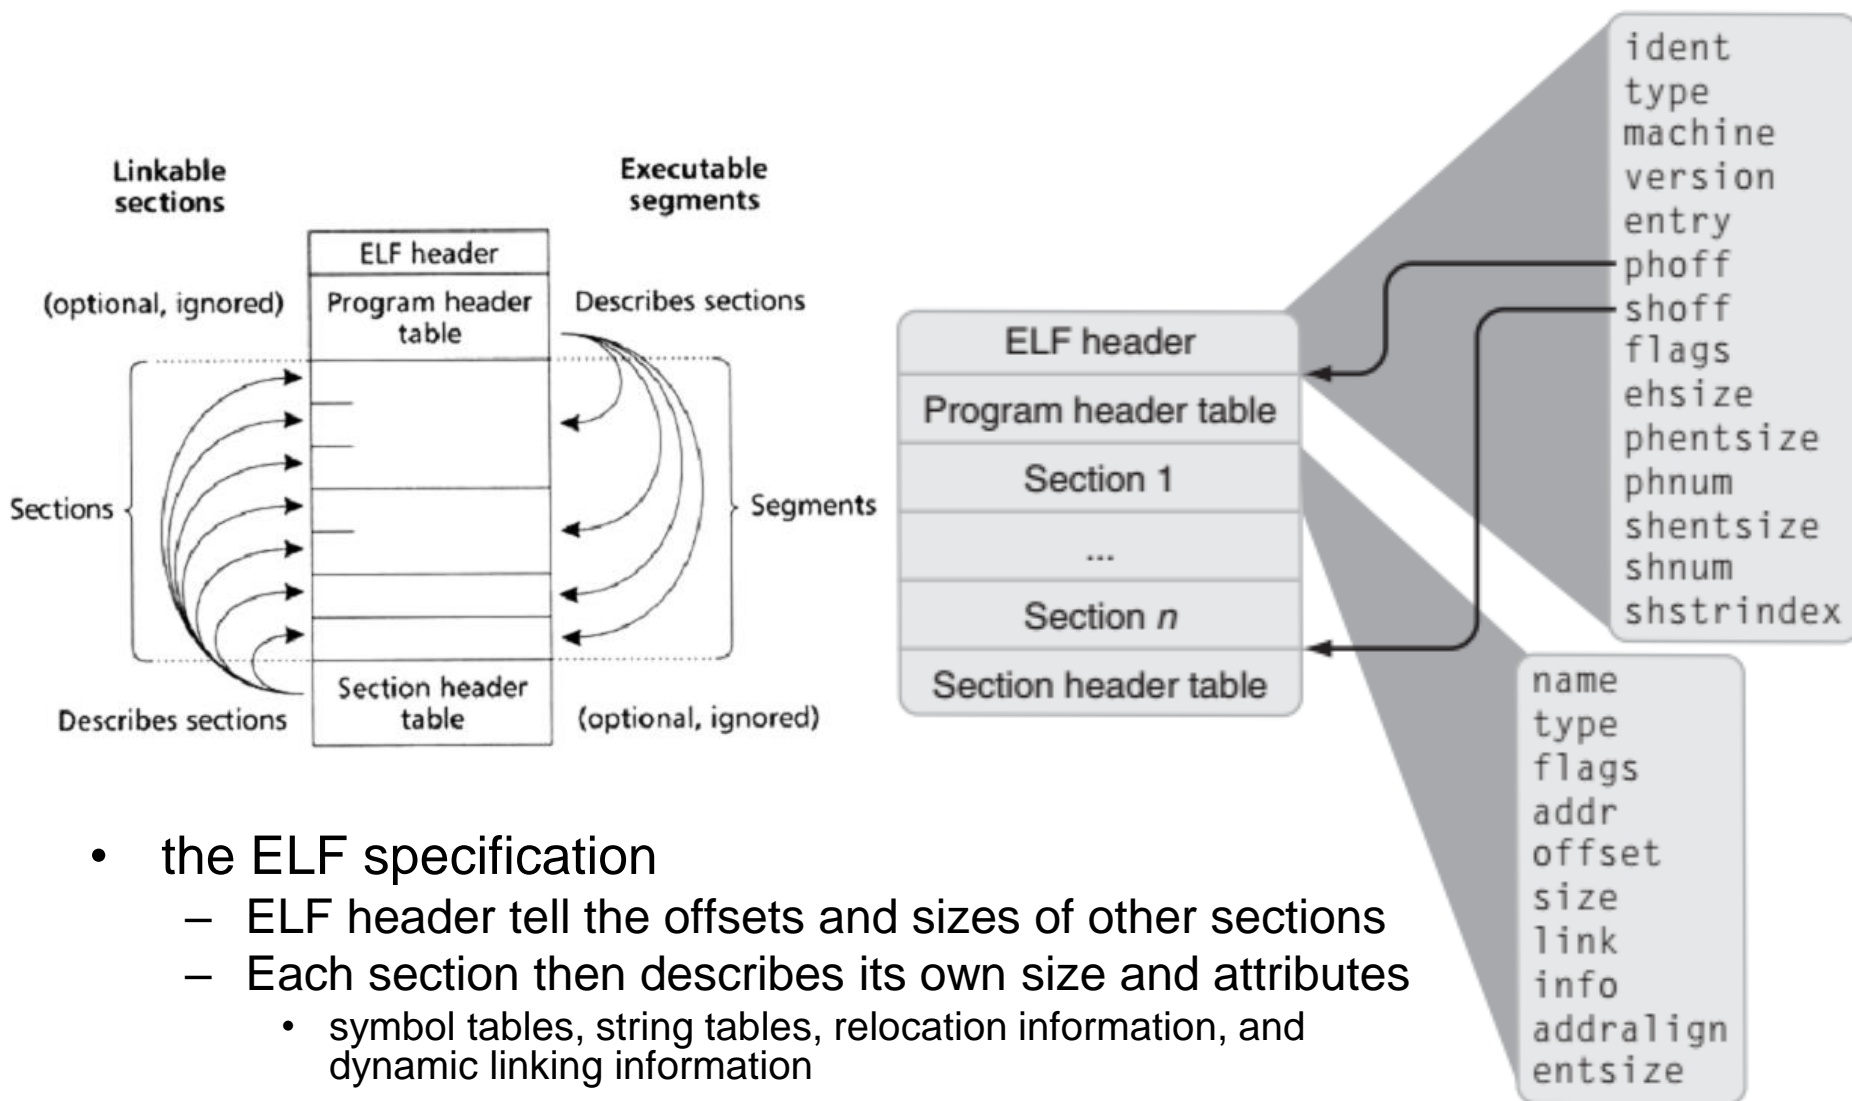 Linkable
sections
Executable
segments
ELF header
(optional, ignored)
Program header
table
Describes sections
Sections
Segments
Describes sections
Section header
table
(optional, ignored)
ELF header
Program header table
Section 1
...
Section n
Section header table
ident
type
machine
version
entry
phoff
shoff
flags
ehsize
phentsize
phnum
shentsize
shnum
shstrindex
name
type
flags
addr
offset
size
link
info
addralign
entsize
• the ELF specification
– ELF header tell the offsets and sizes of other sections
– Each section then describes its own size and attributes
• symbol tables, string tables, relocation information, and
dynamic linking information